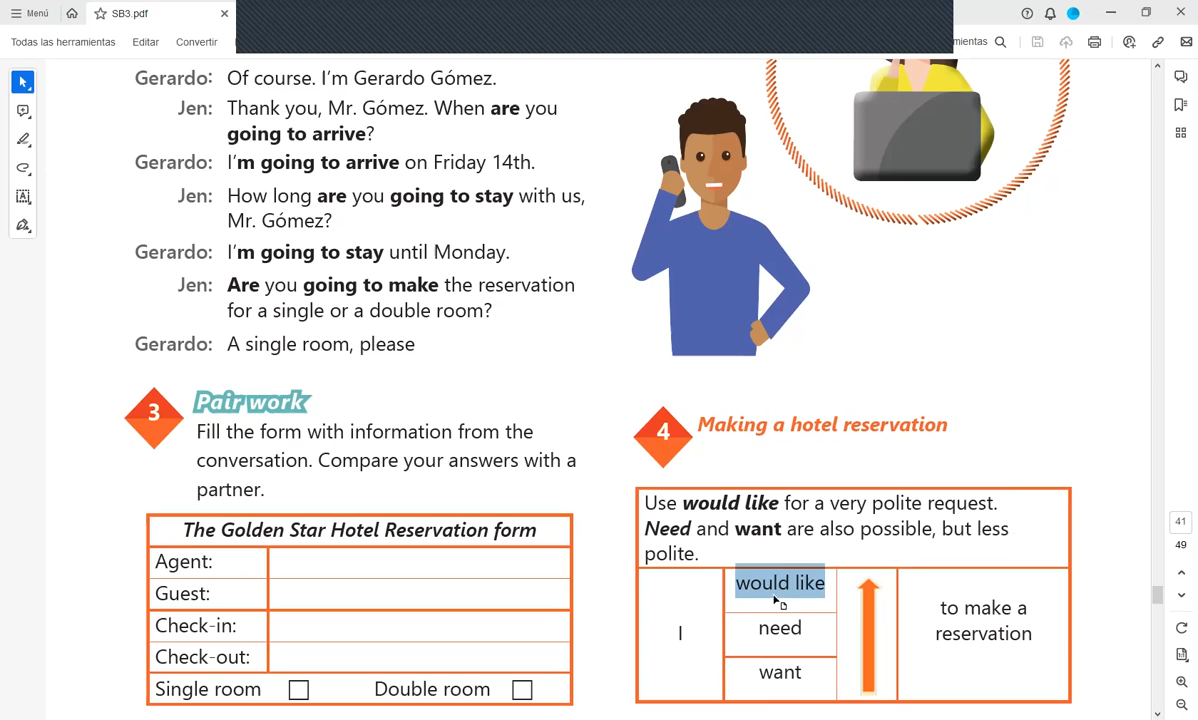 Menú
SB3.pdf
Todas las herramientas
Editar
Convertir
mientas
Gerardo: Of course. I'm Gerardo Gómez.
Jen: Thank you, Mr. Gómez. When are you
going to arrive?
Gerardo: I'm going to arrive on Friday 14th.
Jen: How long are you going to stay with us,
Mr. Gómez?
Gerardo: I'm going to stay until Monday.
Jen: Are you going to make the reservation
for a single or a double room?
Gerardo: A single room, please
3
Pair work
Fill the form with information from the
conversation. Compare your answers with a
partner.
The Golden Star Hotel Reservation form
Agent:
Guest:
Check-in:
Check-out:
Single room
Double room
4
Making a hotel reservation
Use would like for a very polite request.
Need and want are also possible, but less
polite.
I
would like
need
want
to make a
reservation
41
49